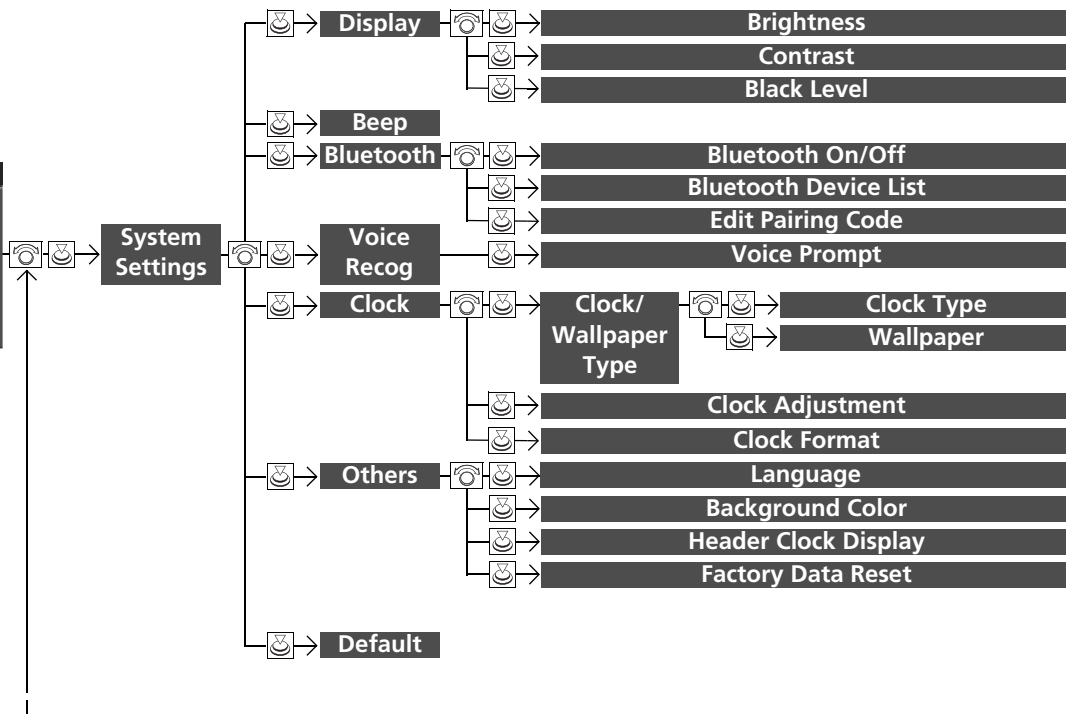 Display
Brightness
Contrast
Black Level
Beep
Bluetooth
Bluetooth On/Off
Bluetooth Device List
Edit Pairing Code
System
Settings
Voice
Recog
Voice Prompt
Clock
Clock/
Wallpaper
Type
Clock Type
Wallpaper
Clock Adjustment
Clock Format
Others
Language
Background Color
Header Clock Display
Factory Data Reset
Default